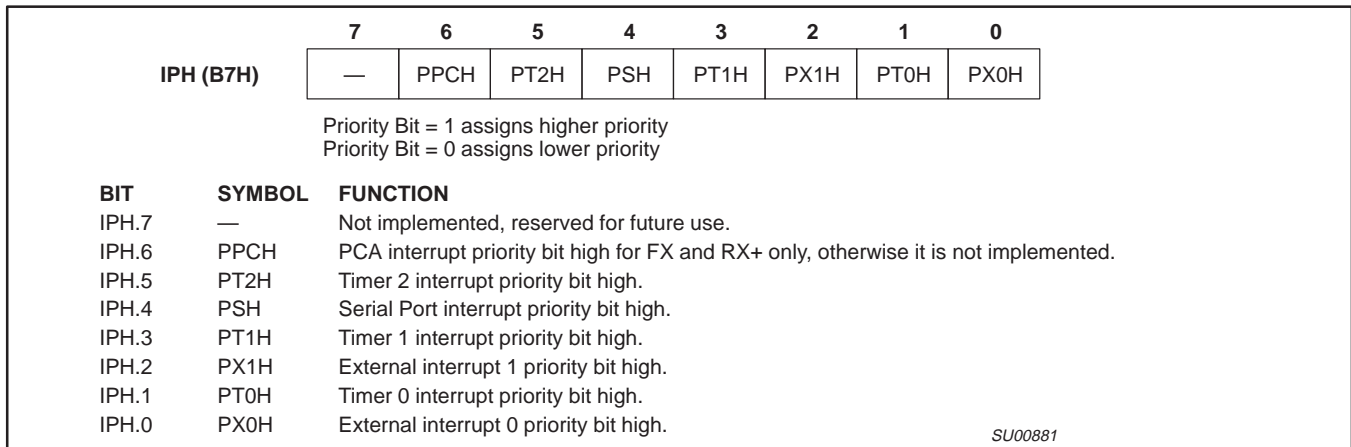 7 6 5 4 3 2 1 0
IPH (B7H) — PPCH PT2H PSH PT1H PX1H PT0H PX0H
Priority Bit = 1 assigns higher priority
Priority Bit = 0 assigns lower priority
BIT SYMBOL FUNCTION
IPH.7 — Not implemented, reserved for future use.
IPH.6 PPCH PCA interrupt priority bit high for FX and RX+ only, otherwise it is not implemented.
IPH.5 PT2H Timer 2 interrupt priority bit high.
IPH.4 PSH Serial Port interrupt priority bit high.
IPH.3 PT1H Timer 1 interrupt priority bit high.
IPH.2 PX1H External interrupt 1 priority bit high.
IPH.1 PT0H Timer 0 interrupt priority bit high.
IPH.0 PX0H External interrupt 0 priority bit high.
SU00881